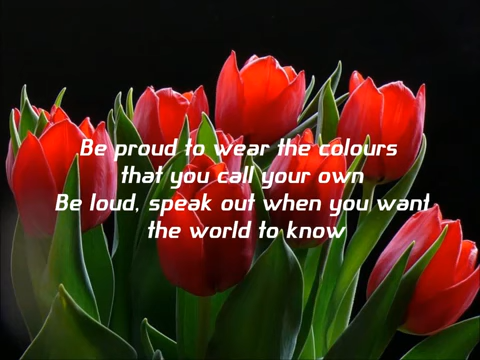 Be proud to wear the colours
that you call your own
Be loud, speak out when you want
the world to know